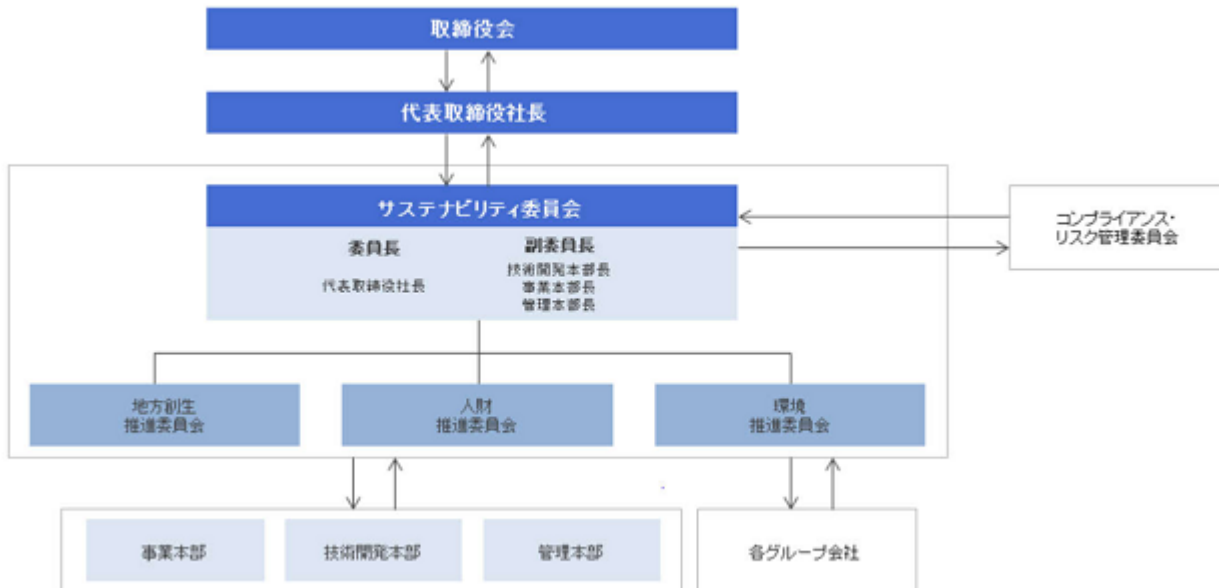 取締役会
代表取締役社長
サステナビリティ委員会
委員長
代表取締役社長
副委員長
技術開発本部長
事業本部長
管理本部長
コンプライアンス・
リスク管理委員会
地方創生
推進委員会
人財
推進委員会
環境
推進委員会
事業本部
技術開発本部
管理本部
各グループ会社